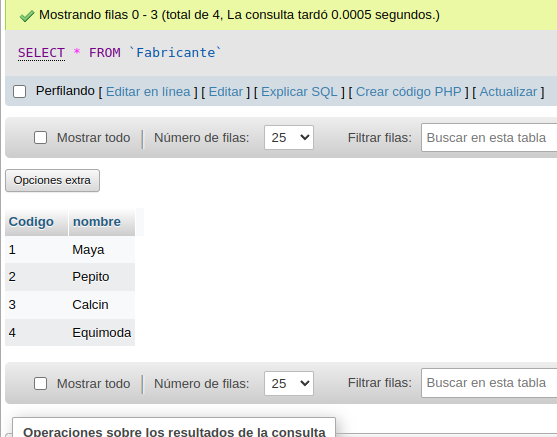 Mostrando filas 0 - 3 (total de 4, La consulta tardó 0.0005 segundos.)
SELECT * FROM `Fabricante`
Perfilando [ Editar en línea ] [ Editar ] [ Explicar SQL ] [ Crear código PHP ] [ Actualizar ]
Mostrar todo | Número de filas: 25 Filtrar filas: Buscar en esta tabla
Opciones extra
Codigo nombre
1 Maya
2 Pepito
3 Calcin
4 Equimoda
Mostrar todo | Número de filas: 25 Filtrar filas: Buscar en esta tabla
Operaciones sobre los resultados de la consulta